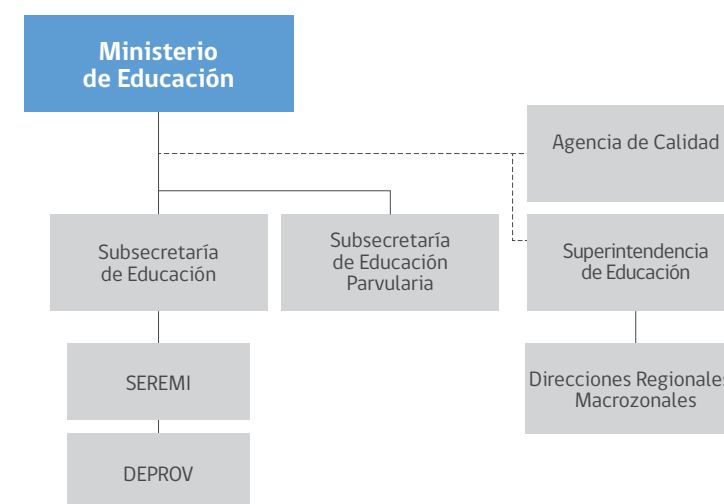 Ministerio
de Educación
Agencia de Calidad
Subsecretaría
de Educación
Subsecretaría
de Educación
Parvularia
Superintendencia
de Educación
SEREMI
Direcciones Regionales
Macrozonales
DEPROV